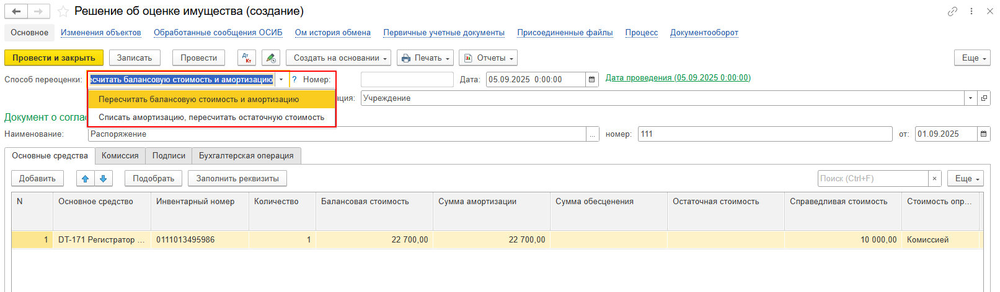 Решение об оценке имущества (создание)
Основное Изменения объектов Обработанные сообщения ОСИБ Ом история обмена Первичные учетные документы Присоединенные файлы Процесс Документооборот
Провести и закрыть Записать Провести Дт Кт Создать на основании Печать Отчеты Еще
Способ переоценки: есчитать балансовую стоимость и амортизацию ? Номер: Дата: 05.09.2025 0:00:00 Дата проведения (05.09.2025 0:00:00)
Пересчитать балансовую стоимость и амортизацию ация: Учреждение
Списать амортизацию, пересчитать остаточную стоимость
Документ о соглас
Наименование: Распоряжение ... номер: 111 от: 01.09.2025
Основные средства Комиссия Подписи Бухгалтерская операция
Добавить Подобрать Заполнить реквизиты Поиск (Ctrl+F) × Еще
N Основное средство Инвентарный номер Количество Балансовая стоимость Сумма амортизации Сумма обесценения Остаточная стоимость Справедливая стоимость Стоимость опр...
1 DT-171 Регистратор ... 0111013495986 1 22 700,00 22 700,00 10 000,00 Комиссией